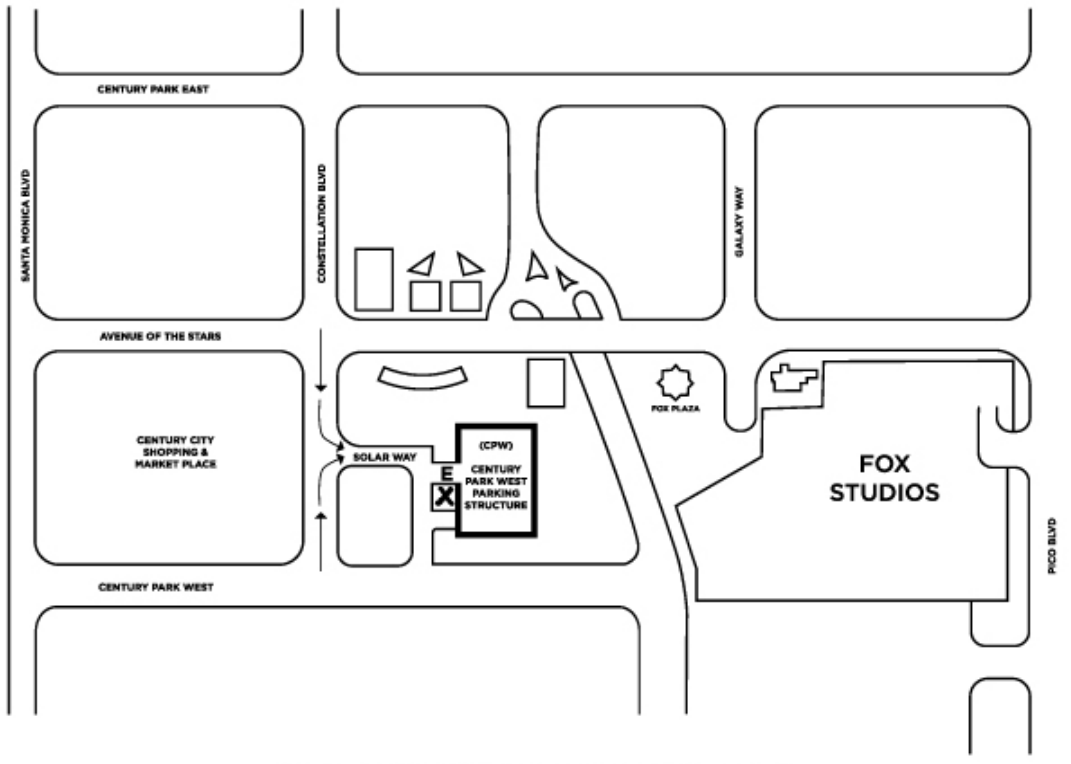 CENTURY PARK EAST
SANTA MONICA BLVD
CONSTELLATION BLVD
GALAXY WAY
AVENUE OF THE STARS
FOX PLAZA
CENTURY CITY
SHOPPING &
MARKET PLACE
SOLAR WAY
(CPW)
CENTURY
PARK WEST
PARKING
STRUCTURE
E
X
FOX
STUDIOS
PICO BLVD
CENTURY PARK WEST